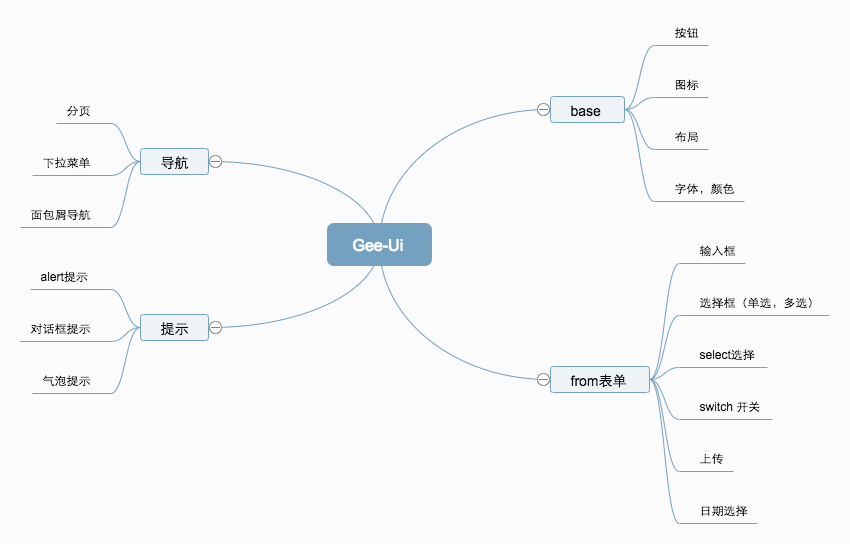 Gee-Ui
base
按钮
图标
布局
字体，颜色
from表单
输入框
选择框（单选，多选）
select选择
switch 开关
上传
日期选择
导航
分页
下拉菜单
面包屑导航
提示
alert提示
对话框提示
气泡提示